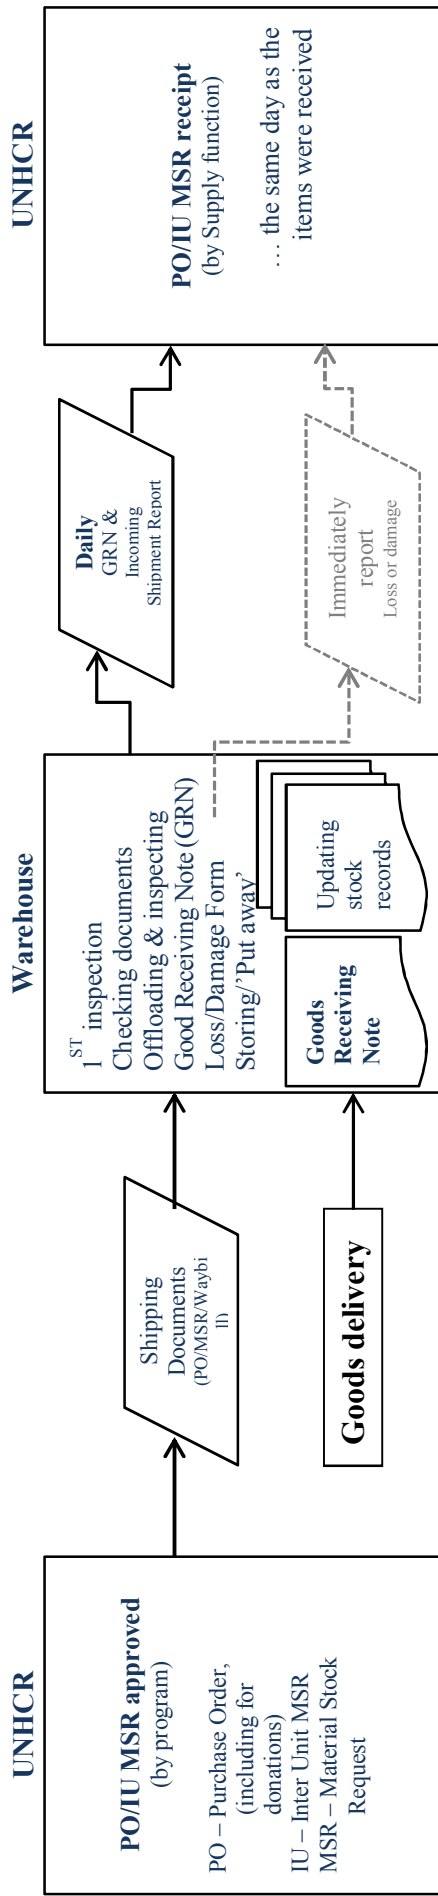 UNHCR
PO/IU MSR approved
(by program)
PO – Purchase Order,
(including for
donations)
IU – Inter Unit MSR
MSR – Material Stock
Request
Shipping
Documents
(PO/MSR/Waybi
ll)
Goods delivery
Warehouse
1ST inspection
Checking documents
Offloading & inspecting
Good Receiving Note (GRN)
Loss/Damage Form
Storing/’Put away’
Goods
Receiving
Note
Updating
stock
records
Daily
GRN &
Incoming
Shipment Report
Immediately
report
Loss or damage
UNHCR
PO/IU MSR receipt
(by Supply function)
… the same day as the
items were received